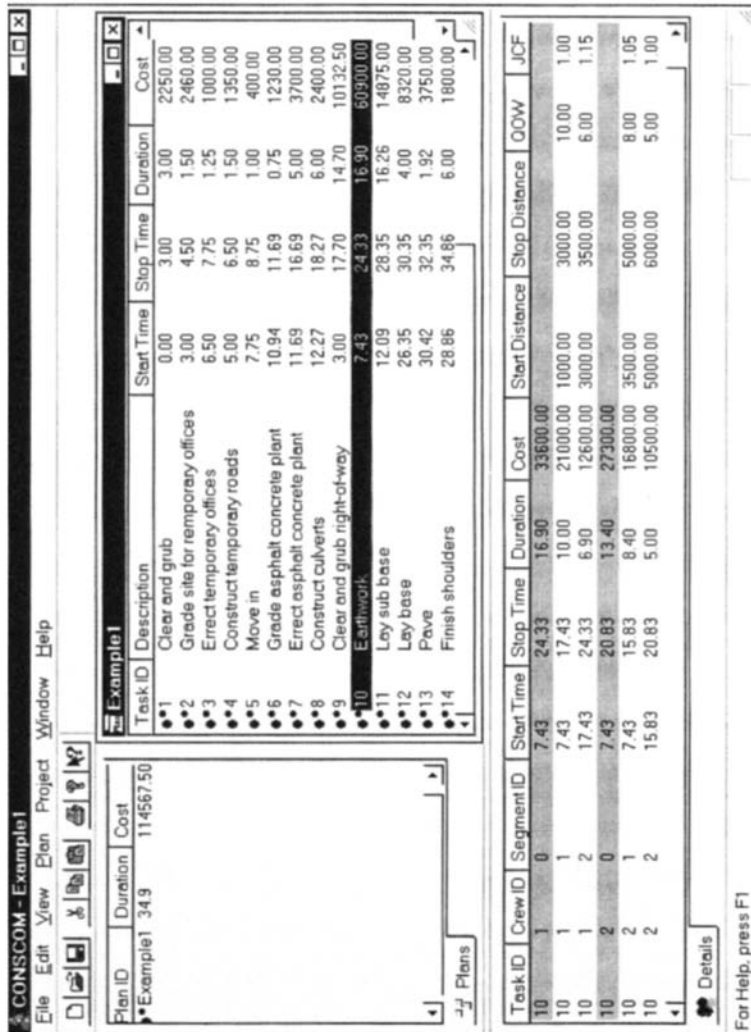 CONSCOM - Example1
File Edit View Plan Project Window Help
Plan ID Duration Cost
Example1 34.9 114567.50
Plans
Example1
Task ID Description Start Time Stop Time Duration Cost
1 Clear and grub 0.00 3.00 3.00 2250.00
2 Grade site for remporary offices 3.00 4.50 1.50 2460.00
3 Errect temporary offices 6.50 7.75 1.25 1000.00
4 Construct temporary roads 5.00 6.50 1.50 1350.00
5 Move in 7.75 8.75 1.00 400.00
6 Grade asphalt concrete plant 10.94 11.69 0.75 1230.00
7 Errect asphalt concrete plant 11.69 16.69 5.00 3700.00
8 Construct culverts 12.27 18.27 6.00 2400.00
9 Clear and grub right-of-way 3.00 17.70 14.70 10132.50
10 Earthwork 7.43 24.33 16.90 60900.00
11 Lay sub base 12.09 28.35 16.26 14875.00
12 Lay base 26.35 30.35 4.00 8320.00
13 Pave 30.42 32.35 1.92 3750.00
14 Finish shoulders 28.86 34.86 6.00 1800.00
Task ID Crew ID Segment ID Start Time Stop Time Duration Cost Start Distance Stop Distance QOW JCF
10 1 0 7.43 24.33 16.90 33600.00
10 1 1 7.43 17.43 10.00 21000.00 1000.00 3000.00 10.00 1.00
10 1 2 17.43 24.33 6.90 12600.00 3000.00 3500.00 6.00 1.15
10 2 0 7.43 20.83 13.40 27300.00
10 2 1 7.43 15.83 8.40 16800.00 3500.00 5000.00 8.00 1.05
10 2 2 15.83 20.83 5.00 10500.00 5000.00 6000.00 5.00 1.00
Details
For Help, press F1